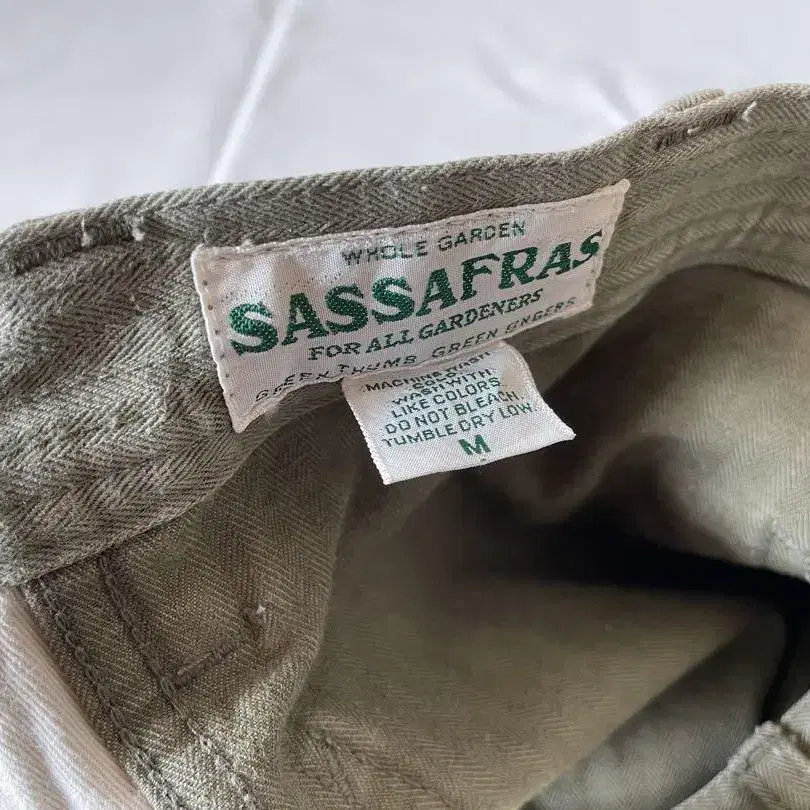 WHOLE GARDEN
SASSAFRAS
FOR ALL GARDENERS
GREEN THUMB GREEN FINGERS
MACHINE WASH
WASH WITH
LIKE COLORS.
DO NOT BLEACH.
TUMBLE DRY LOW.
M